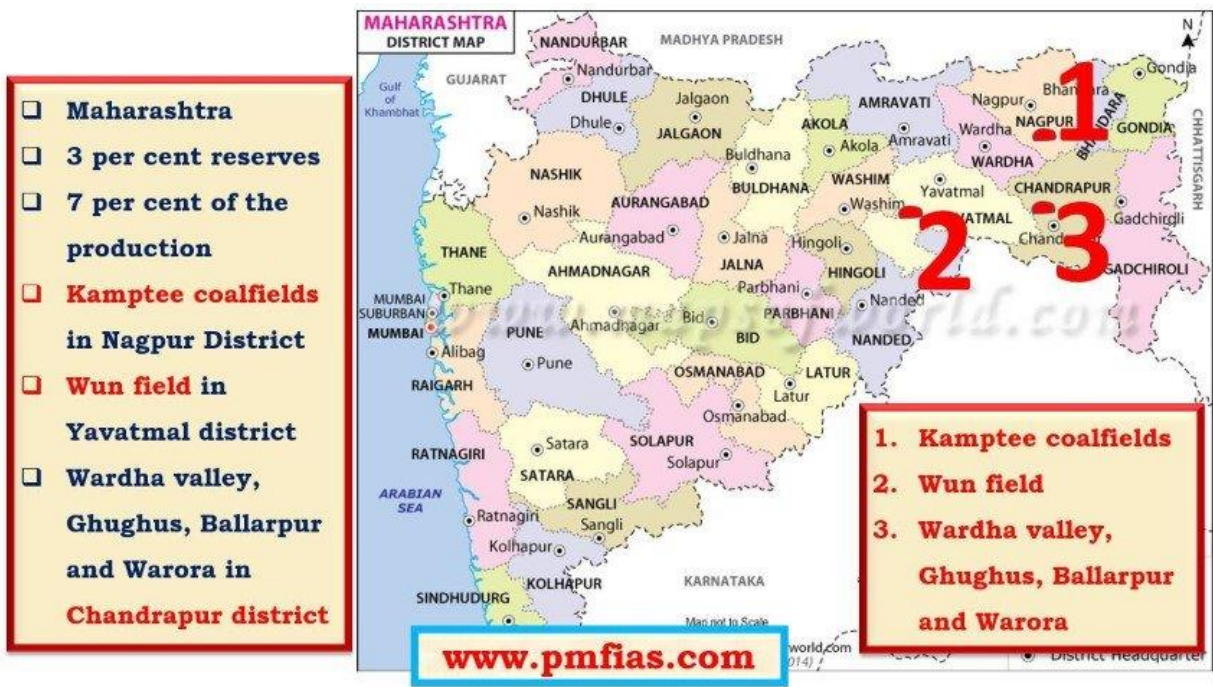 Maharashtra
3 per cent reserves
7 per cent of the
production
Kamptee coalfields
in Nagpur District
Wun field in
Yavatmal district
Wardha valley,
Ghughus, Ballarpur
and Warora in
Chandrapur district
MAHARASHTRA
DISTRICT MAP
MADHYA PRADESH
GUJARAT
CHHATTISGARH
KARNATAKA
Gulf
of
Khambhat
ARABIAN
SEA
N
NANDURBAR
Nandurbar
DHULE
Dhule
Jalgaon
JALGAON
Buldhana
BULDHANA
AKOLA
Akola
AMRAVATI
Amravati
Wardha
WARDHA
Nagpur
NAGPUR
Gondia
GONDIA
1
NASHIK
Nashik
AURANGABAD
Aurangabad
Jalna
JALNA
WASHIM
Washim
Yavatmal
2
CHANDRAPUR
3
Gadchirdli
GADCHIROLI
Hingoli
HINGOLI
THANE
Thane
MUMBAI
SUBURBAN
MUMBAI
Alibag
RAIGARH
AHMADNAGAR
Ahmadnagar
PUNE
Pune
Bid
BID
Parbhani
PARBHANI
Nanded
NANDED
LATUR
Latur
OSMANABAD
Osmanabad
SOLAPUR
Solapur
Satara
SATARA
RATNAGIRI
Ratnagiri
SANGLI
Sangli
Kolhapur
KOLHAPUR
SINDHUDURG
www.mapsofworld.com
Map not to Scale
District Headquarter
1. Kamptee coalfields
2. Wun field
3. Wardha valley,
Ghughus, Ballarpur
and Warora
www.pmfias.com